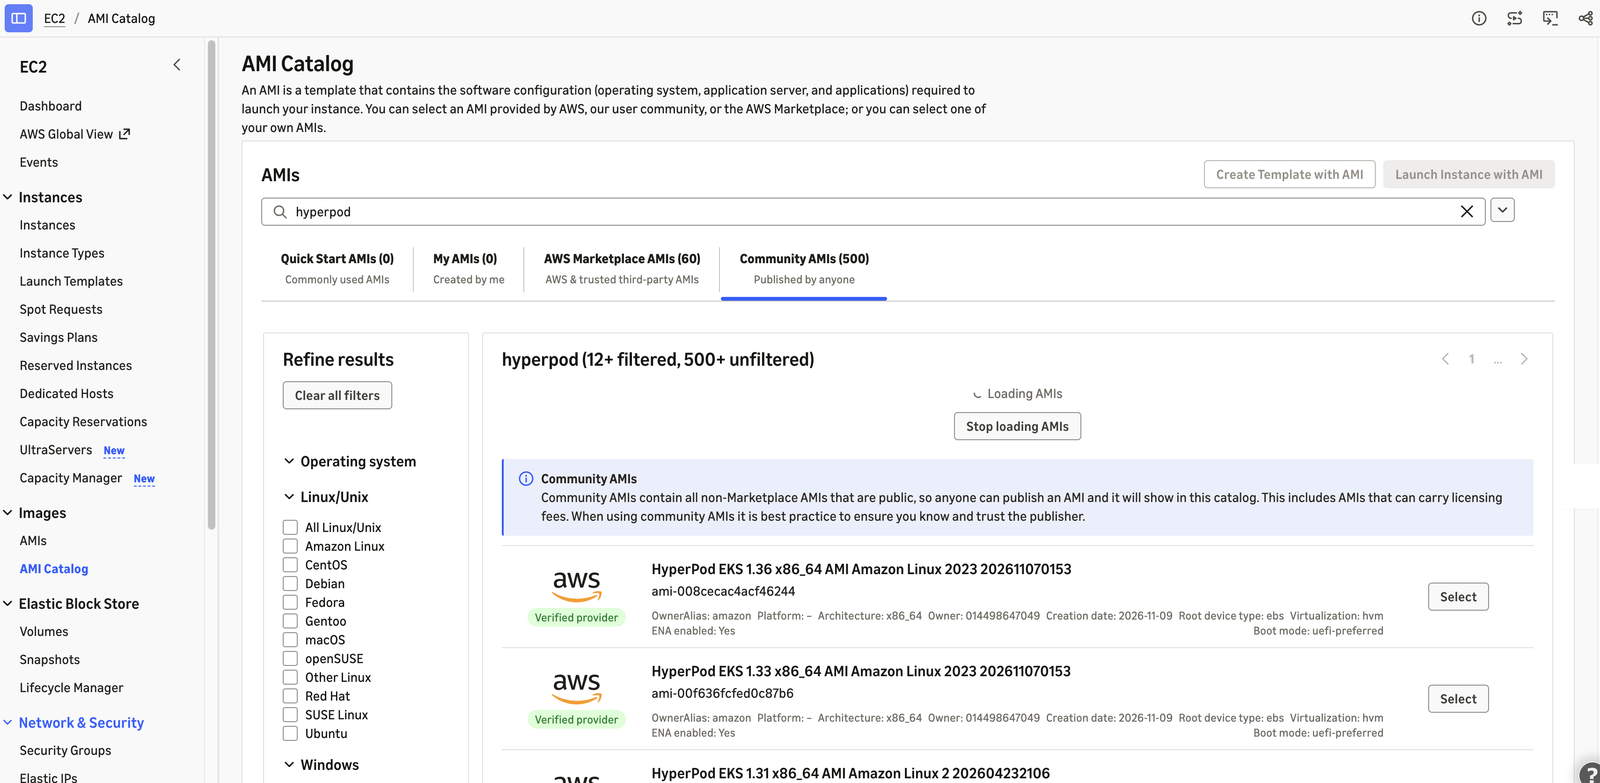 EC2 / AMI Catalog
EC2
Dashboard
AWS Global View
Events
Instances
Instances
Instance Types
Launch Templates
Spot Requests
Savings Plans
Reserved Instances
Dedicated Hosts
Capacity Reservations
UltraServers New
Capacity Manager New
Images
AMIs
AMI Catalog
Elastic Block Store
Volumes
Snapshots
Lifecycle Manager
Network & Security
Security Groups
Elastic IPs
AMI Catalog
An AMI is a template that contains the software configuration (operating system, application server, and applications) required to
launch your instance. You can select an AMI provided by AWS, our user community, or the AWS Marketplace; or you can select one of
your own AMIs.
AMIs
Create Template with AMI
Launch Instance with AMI
hyperpod
Quick Start AMIs (0)
Commonly used AMIs
My AMIs (0)
Created by me
AWS Marketplace AMIs (60)
AWS & trusted third-party AMIs
Community AMIs (500)
Published by anyone
Refine results
Clear all filters
Operating system
Linux/Unix
All Linux/Unix
Amazon Linux
CentOS
Debian
Fedora
Gentoo
macOS
openSUSE
Other Linux
Red Hat
SUSE Linux
Ubuntu
Windows
hyperpod (12+ filtered, 500+ unfiltered)
1 ...
Loading AMIs
Stop loading AMIs
Community AMIs
Community AMIs contain all non-Marketplace AMIs that are public, so anyone can publish an AMI and it will show in this catalog. This includes AMIs that can carry licensing
fees. When using community AMIs it is best practice to ensure you know and trust the publisher.
aws
Verified provider
HyperPod EKS 1.36 x86_64 AMI Amazon Linux 2023 202611070153
ami-008cecac4acf46244
OwnerAlias: amazon Platform: – Architecture: x86_64 Owner: 014498647049 Creation date: 2026-11-09 Root device type: ebs Virtualization: hvm
ENA enabled: Yes Boot mode: uefi-preferred
Select
aws
Verified provider
HyperPod EKS 1.33 x86_64 AMI Amazon Linux 2023 202611070153
ami-00f636fcfed0c87b6
OwnerAlias: amazon Platform: – Architecture: x86_64 Owner: 014498647049 Creation date: 2026-11-09 Root device type: ebs Virtualization: hvm
ENA enabled: Yes Boot mode: uefi-preferred
Select
aws
HyperPod EKS 1.31 x86_64 AMI Amazon Linux 2 202604232106
?